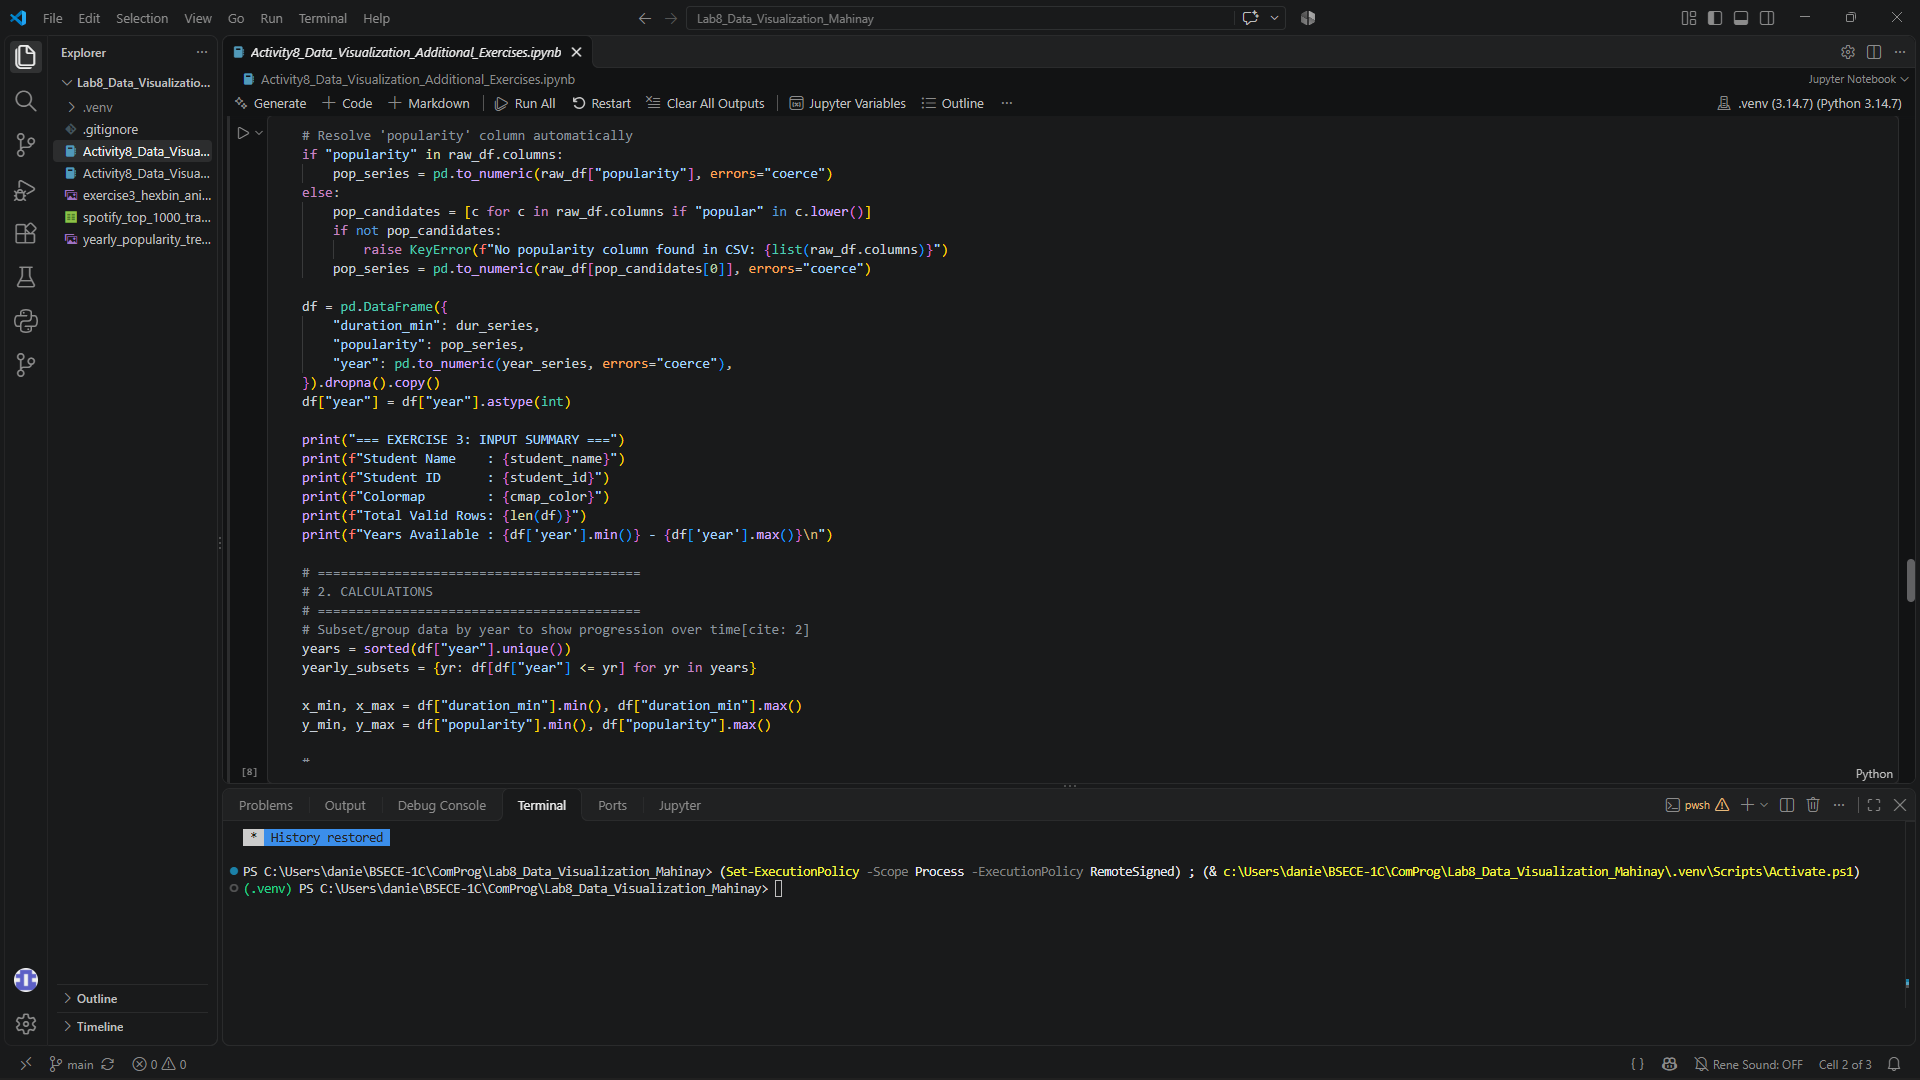 File Edit Selection View Go Run Terminal Help
Lab8_Data_Visualization_Mahinay
Explorer
Lab8_Data_Visualizatio...
.venv
.gitignore
Activity8_Data_Visua...
Activity8_Data_Visua...
exercise3_hexbin_ani...
spotify_top_1000_tra...
yearly_popularity_tre...
Outline
Timeline
Activity8_Data_Visualization_Additional_Exercises.ipynb
Activity8_Data_Visualization_Additional_Exercises.ipynb
Jupyter Notebook
Generate + Code + Markdown Run All Restart Clear All Outputs Jupyter Variables Outline ...
.venv (3.14.7) (Python 3.14.7)
# Resolve 'popularity' column automatically
if "popularity" in raw_df.columns:
    pop_series = pd.to_numeric(raw_df["popularity"], errors="coerce")
else:
    pop_candidates = [c for c in raw_df.columns if "popular" in c.lower()]
    if not pop_candidates:
        raise KeyError(f"No popularity column found in CSV: {list(raw_df.columns)}")
    pop_series = pd.to_numeric(raw_df[pop_candidates[0]], errors="coerce")
df = pd.DataFrame({
    "duration_min": dur_series,
    "popularity": pop_series,
    "year": pd.to_numeric(year_series, errors="coerce"),
}).dropna().copy()
df["year"] = df["year"].astype(int)
print("=== EXERCISE 3: INPUT SUMMARY ===")
print(f"Student Name    : {student_name}")
print(f"Student ID      : {student_id}")
print(f"Colormap        : {cmap_color}")
print(f"Total Valid Rows: {len(df)}")
print(f"Years Available : {df['year'].min()} - {df['year'].max()}\n")
# ==========================================
# 2. CALCULATIONS
# ==========================================
# Subset/group data by year to show progression over time[cite: 2]
years = sorted(df["year"].unique())
yearly_subsets = {yr: df[df["year"] <= yr] for yr in years}
x_min, x_max = df["duration_min"].min(), df["duration_min"].max()
y_min, y_max = df["popularity"].min(), df["popularity"].max()
[8]
Python
Problems Output Debug Console Terminal Ports Jupyter
pwsh
* History restored
PS C:\Users\danie\BSECE-1C\ComProg\Lab8_Data_Visualization_Mahinay> (Set-ExecutionPolicy -Scope Process -ExecutionPolicy RemoteSigned) ; (& c:\Users\danie\BSECE-1C\ComProg\Lab8_Data_Visualization_Mahinay\.venv\Scripts\Activate.ps1)
(.venv) PS C:\Users\danie\BSECE-1C\ComProg\Lab8_Data_Visualization_Mahinay>
main 0 0
{ } Rene Sound: OFF Cell 2 of 3